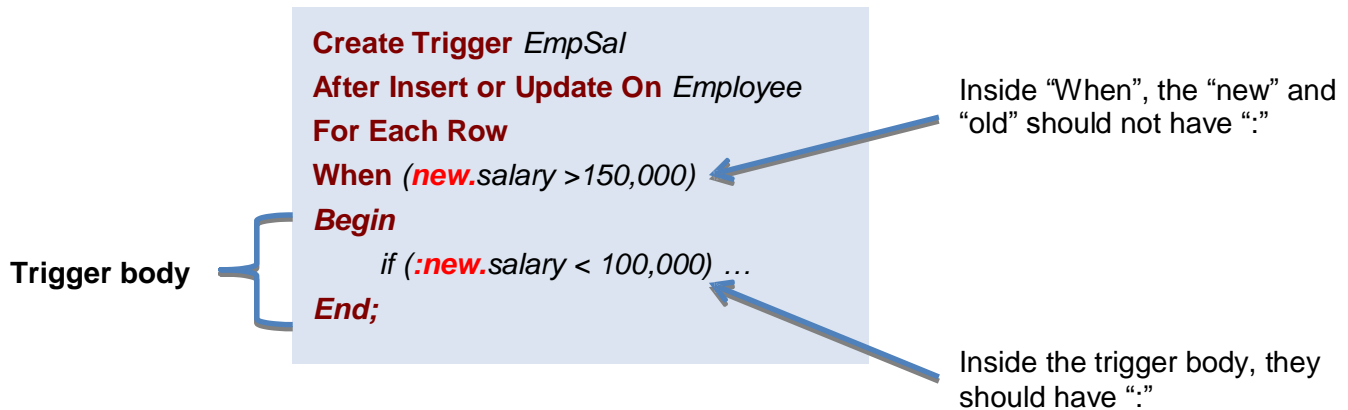 Create Trigger EmpSal
After Insert or Update On Employee
For Each Row
When (new.salary >150,000)
Begin
if (:new.salary < 100,000) …
End;
Trigger body
Inside “When”, the “new” and
“old” should not have “:”
Inside the trigger body, they
should have “:”